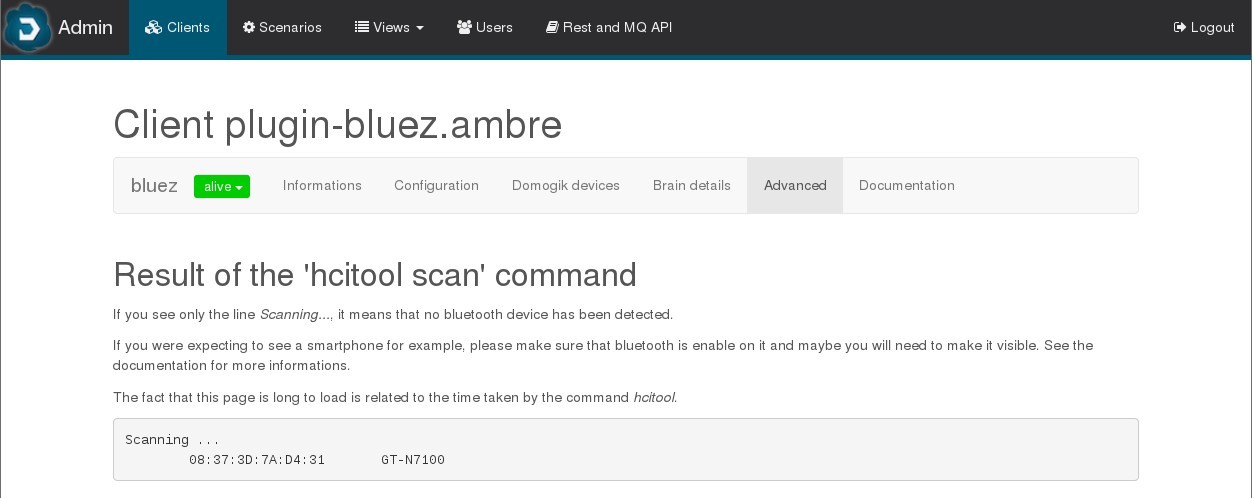 Admin Clients Scenarios Views Users Rest and MQ API Logout
Client plugin-bluez.ambre
bluez alive Informations Configuration Domogik devices Brain details Advanced Documentation
Result of the 'hcitool scan' command
If you see only the line Scanning..., it means that no bluetooth device has been detected.
If you were expecting to see a smartphone for example, please make sure that bluetooth is enable on it and maybe you will need to make it visible. See the
documentation for more informations.
The fact that this page is long to load is related to the time taken by the command hcitool.
Scanning ...
08:37:3D:7A:D4:31 GT-N7100